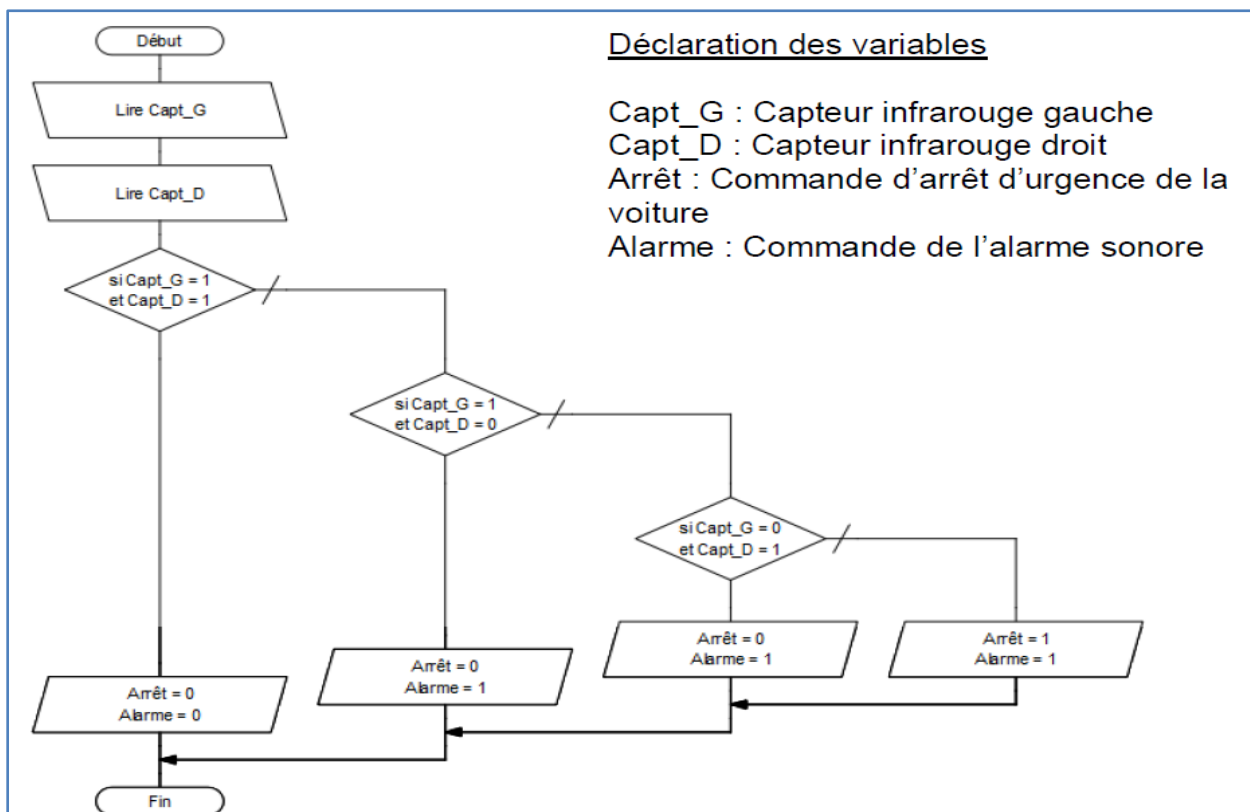 Début
Lire Capt_G
Lire Capt_D
si Capt_G = 1
et Capt_D = 1
si Capt_G = 1
et Capt_D = 0
si Capt_G = 0
et Capt_D = 1
Arrêt = 0
Alarme = 0
Arrêt = 0
Alarme = 1
Arrêt = 0
Alarme = 1
Arrêt = 1
Alarme = 1
Fin
Déclaration des variables
Capt_G : Capteur infrarouge gauche
Capt_D : Capteur infrarouge droit
Arrêt : Commande d’arrêt d’urgence de la
voiture
Alarme : Commande de l’alarme sonore